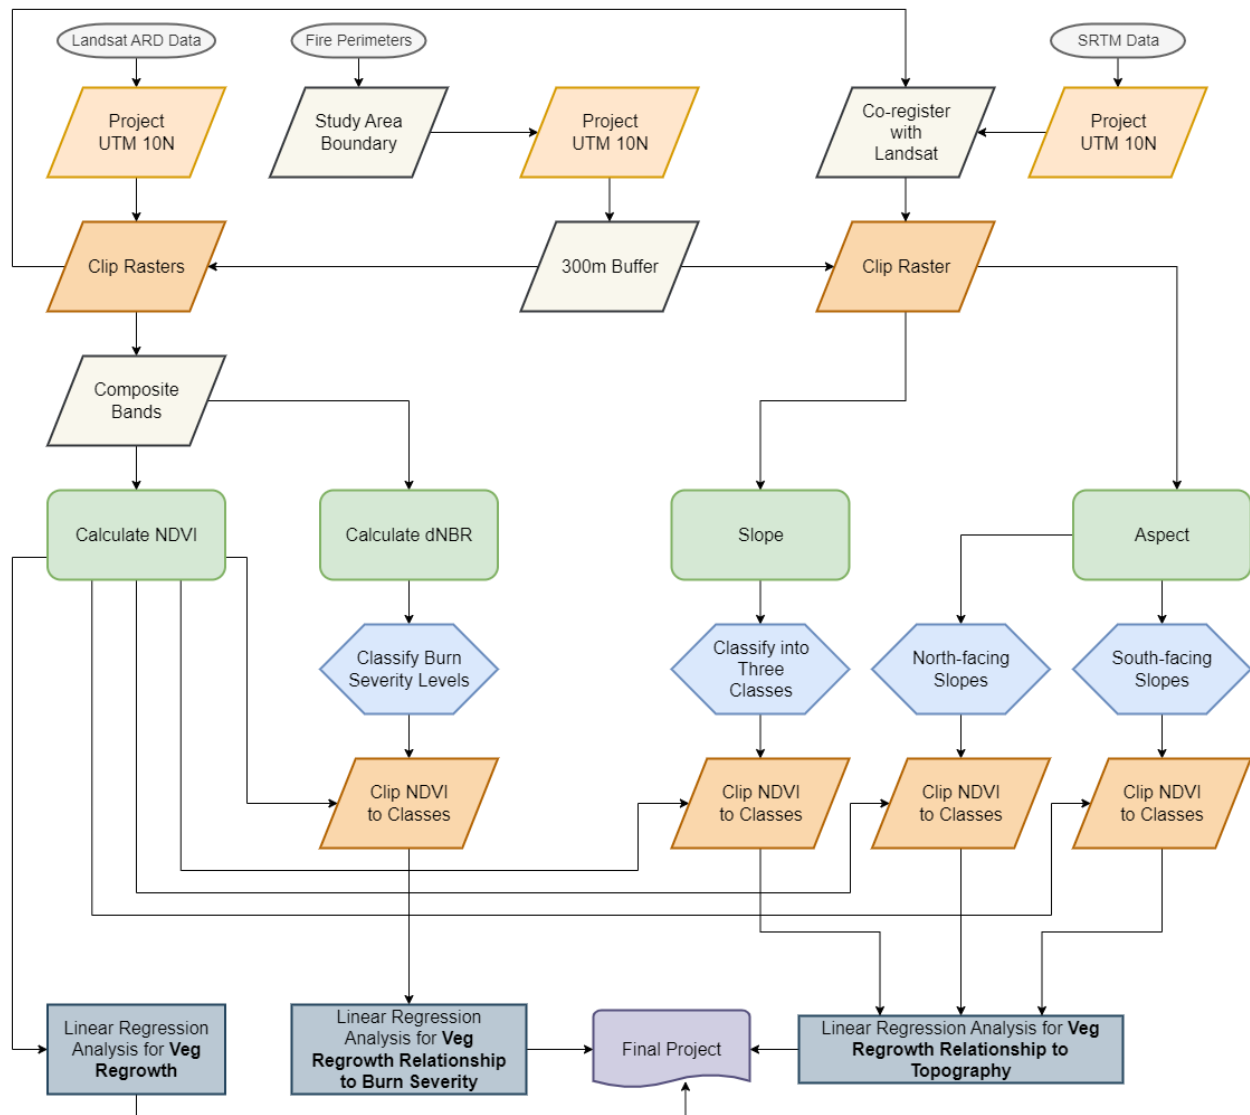 Landsat ARD Data
Fire Perimeters
SRTM Data
Project
UTM 10N
Study Area
Boundary
Project
UTM 10N
Co-register
with
Landsat
Project
UTM 10N
Clip Rasters
300m Buffer
Clip Raster
Composite
Bands
Calculate NDVI
Calculate dNBR
Slope
Aspect
Classify Burn
Severity Levels
Classify into
Three
Classes
North-facing
Slopes
South-facing
Slopes
Clip NDVI
to Classes
Clip NDVI
to Classes
Clip NDVI
to Classes
Clip NDVI
to Classes
Linear Regression
Analysis for Veg
Regrowth
Linear Regression
Analysis for Veg
Regrowth Relationship
to Burn Severity
Final Project
Linear Regression Analysis for Veg
Regrowth Relationship to
Topography